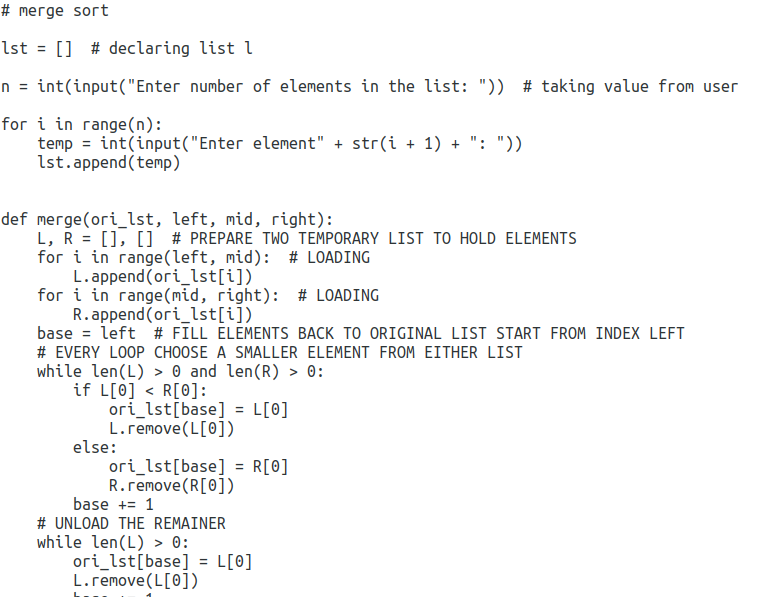 # merge sort

lst = []  # declaring list l

n = int(input("Enter number of elements in the list: "))  # taking value from user

for i in range(n):
    temp = int(input("Enter element" + str(i + 1) + ": "))
    lst.append(temp)


def merge(ori_lst, left, mid, right):
    L, R = [], []  # PREPARE TWO TEMPORARY LIST TO HOLD ELEMENTS
    for i in range(left, mid):  # LOADING
        L.append(ori_lst[i])
    for i in range(mid, right):  # LOADING
        R.append(ori_lst[i])
    base = left  # FILL ELEMENTS BACK TO ORIGINAL LIST START FROM INDEX LEFT
    # EVERY LOOP CHOOSE A SMALLER ELEMENT FROM EITHER LIST
    while len(L) > 0 and len(R) > 0:
        if L[0] < R[0]:
            ori_lst[base] = L[0]
            L.remove(L[0])
        else:
            ori_lst[base] = R[0]
            R.remove(R[0])
        base += 1
    # UNLOAD THE REMAINER
    while len(L) > 0:
        ori_lst[base] = L[0]
        L.remove(L[0])